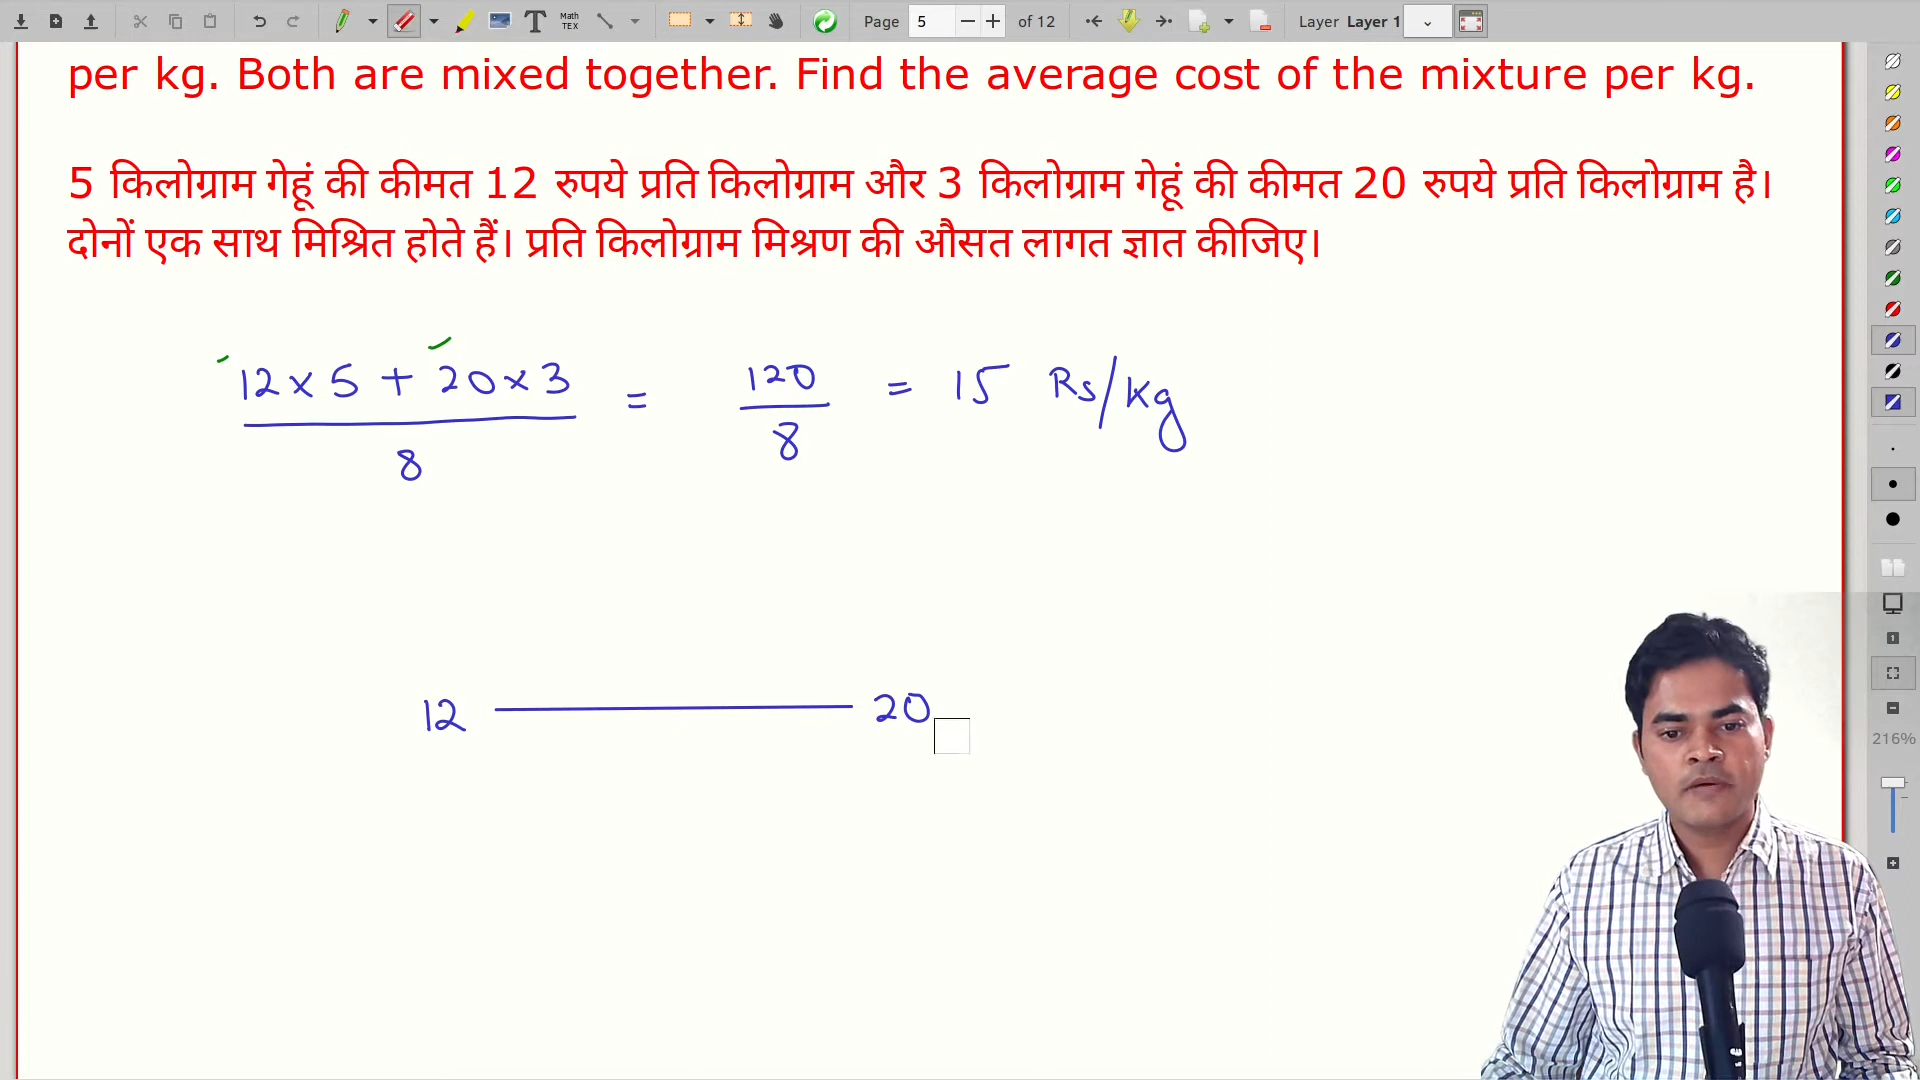 Math
TEX
Page 5 of 12 Layer Layer 1
per kg. Both are mixed together. Find the average cost of the mixture per kg.
5 किलोग्राम गेहूं की कीमत 12 रुपये प्रति किलोग्राम और 3 किलोग्राम गेहूं की कीमत 20 रुपये प्रति किलोग्राम है।
दोनों एक साथ मिश्रित होते हैं। प्रति किलोग्राम मिश्रण की औसत लागत ज्ञात कीजिए।
12 × 5 + 20 × 3 = 120 = 15 Rs/kg
8 8
12 20
216%